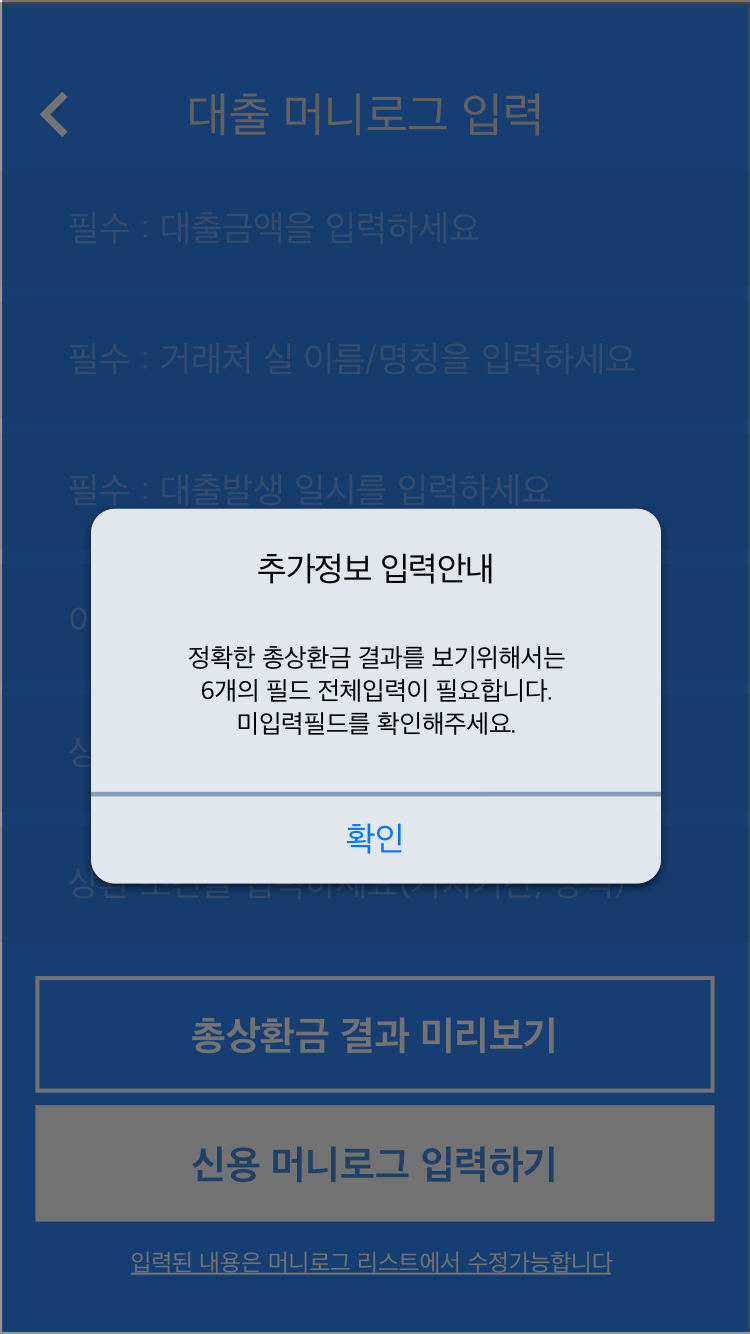 대출 머니로그 입력
필수 : 대출금액을 입력하세요
필수 : 거래처 실 이름/명칭을 입력하세요
필수 : 대출발생 일시를 입력하세요
추가정보 입력안내
정확한 총상환금 결과를 보기위해서는
6개의 필드 전체입력이 필요합니다.
미입력필드를 확인해주세요.
확인
총상환금 결과 미리보기
신용 머니로그 입력하기
입력된 내용은 머니로그 리스트에서 수정가능합니다